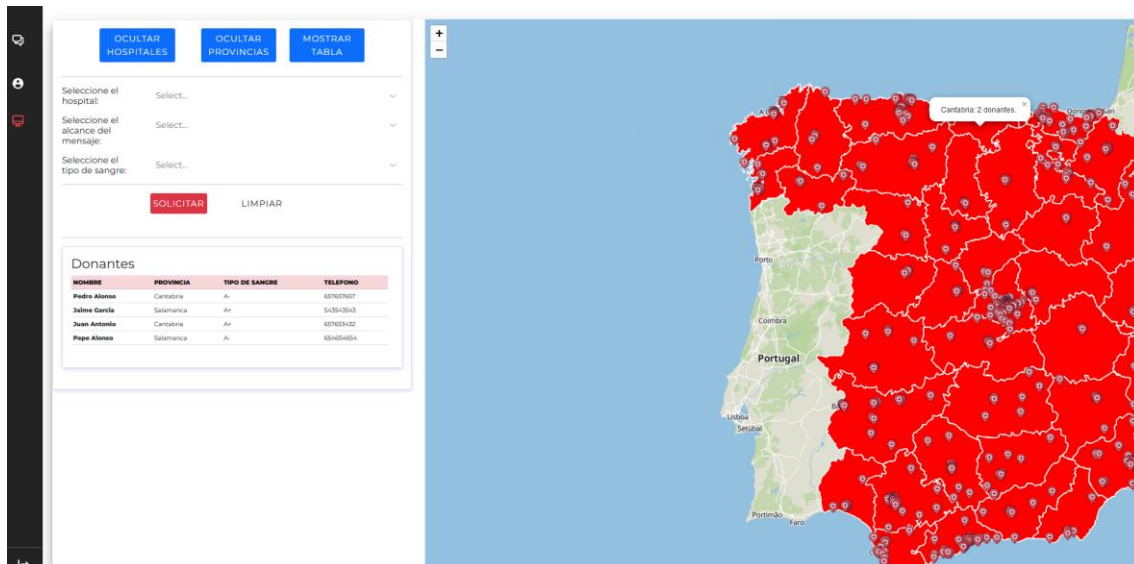 OCULTAR
HOSPITALES
OCULTAR
PROVINCIAS
MOSTRAR
TABLA
Seleccione el
hospital:
Select...
Seleccione el
alcance del
mensaje:
Select...
Seleccione el
tipo de sangre:
Select...
SOLICITAR
LIMPIAR
Donantes
NOMBRE PROVINCIA TIPO DE SANGRE TELEFONO
Pedro Alonso Cantabria A- 657657657
Jaime Garcia Salamanca A+ 543543543
Juan Antonio Cantabria A+ 657653432
Pepe Alonso Salamanca A- 654654654
+
−
Cantabria: 2 donantes.
×
Porto
Coimbra
Portugal
Lisboa
Setúbal
Portimão
Faro